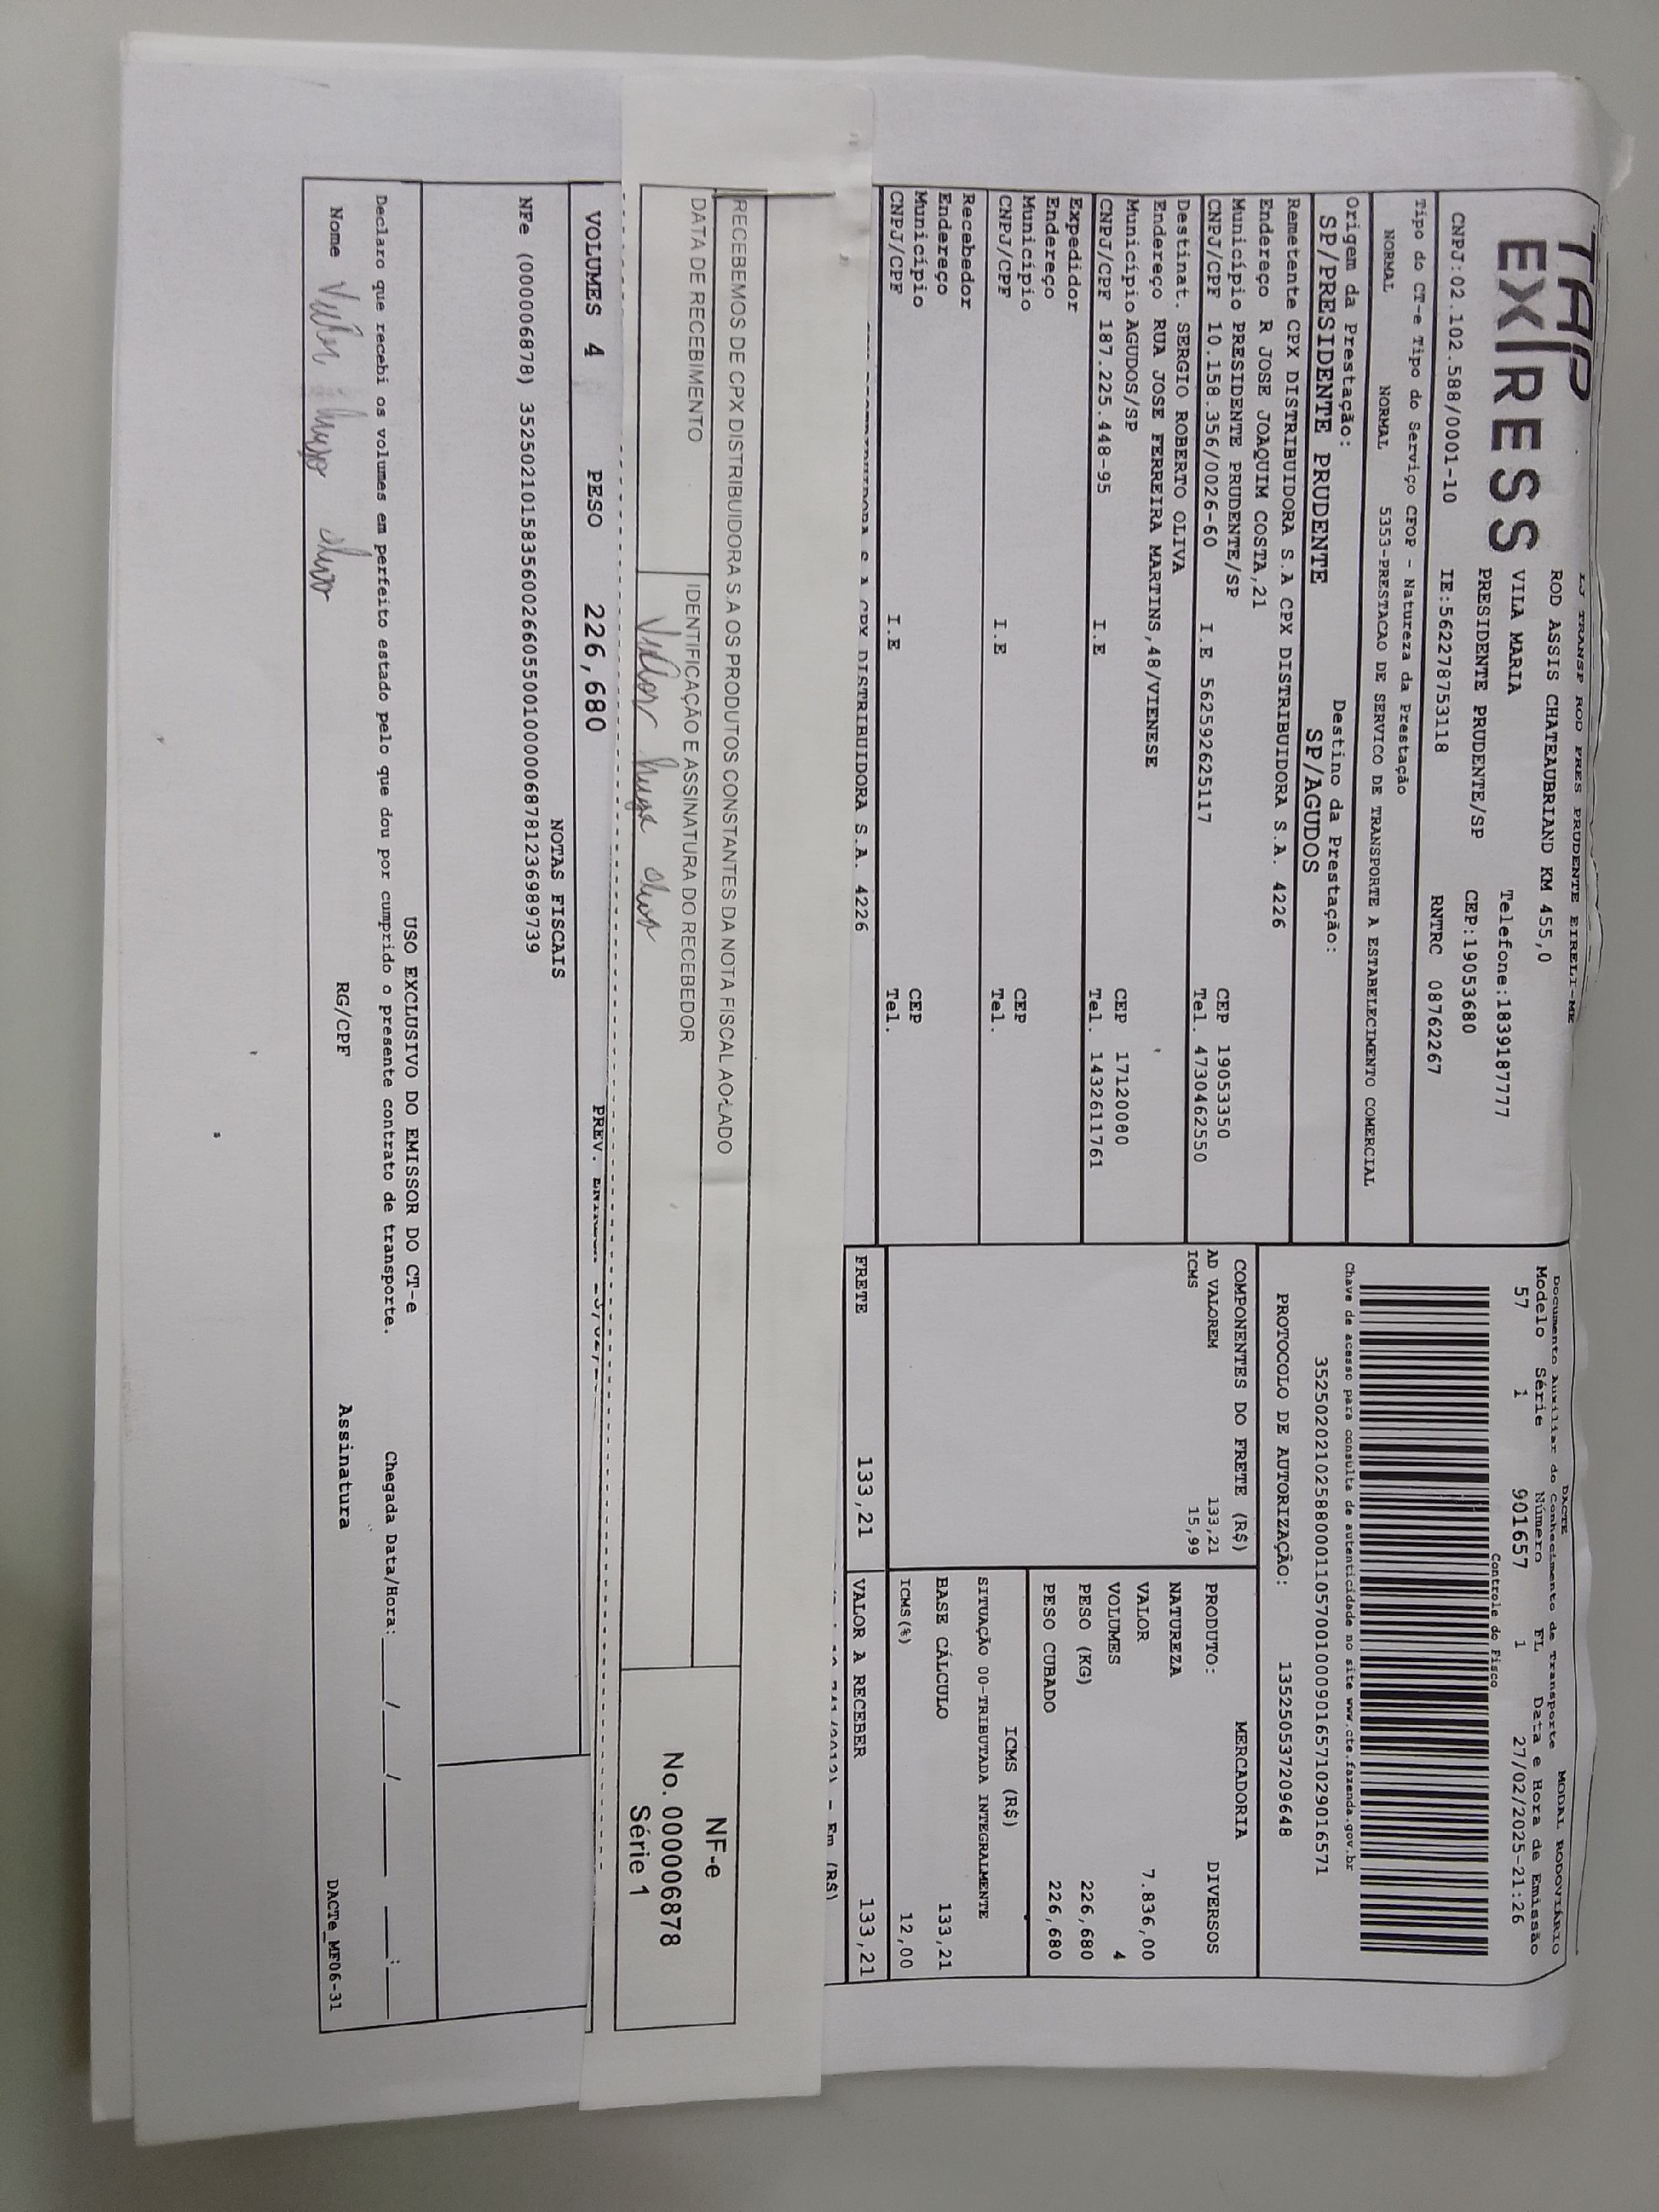 TAP
EXPRESS
LJ TRANSP ROD PRES PRUDENTE EIRELI-ME
ROD ASSIS CHATEAUBRIAND KM 455,0
VILA MARIA Telefone:1839187777
PRESIDENTE PRUDENTE/SP CEP:19053680
CNPJ:02.102.588/0001-10 IE:562278753118 RNTRC 08762267
Tipo do CT-e Tipo do Serviço CFOP - Natureza da Prestação
NORMAL NORMAL 5353-PRESTACAO DE SERVICO DE TRANSPORTE A ESTABELECIMENTO COMERCIAL
Origem da Prestação: Destino da Prestação:
SP/PRESIDENTE PRUDENTE SP/AGUDOS
Remetente CPX DISTRIBUIDORA S.A CPX DISTRIBUIDORA S.A. 4226
Endereço R JOSE JOAQUIM COSTA,21
Município PRESIDENTE PRUDENTE/SP CEP 19053350
CNPJ/CPF 10.158.356/0026-60 I.E 562592625117 Tel. 4730462550
Destinat. SERGIO ROBERTO OLIVA
Endereço RUA JOSE FERREIRA MARTINS,48/VIENESE
Município AGUDOS/SP CEP 17120000
CNPJ/CPF 187.225.448-95 I.E Tel. 1432611761
Expedidor
Endereço
Município CEP
CNPJ/CPF I.E Tel.
Recebedor
Endereço
Município CEP
CNPJ/CPF I.E Tel.
CPX DISTRIBUIDORA S.A. 4226
DACTE
Documento Auxiliar do Conhecimento de Transporte MODAL RODOVIÁRIO
Modelo Série Número FL Data e Hora de Emissão
57 1 901657 1 27/02/2025-21:26
Controle do Fisco
Chave de acesso para consulta de autenticidade no site www.cte.fazenda.gov.br
35250202102588000110570010009016571029016571
PROTOCOLO DE AUTORIZAÇÃO: 135250537209648
COMPONENTES DO FRETE (R$)
AD VALOREM 133,21
ICMS 15,99
MERCADORIA
PRODUTO: DIVERSOS
NATUREZA
VALOR 7.836,00
VOLUMES 4
PESO (KG) 226,680
PESO CUBADO 226,680
ICMS (R$)
SITUAÇÃO 00-TRIBUTADA INTEGRALMENTE
BASE CÁLCULO 133,21
ICMS(%) 12,00
FRETE 133,21 VALOR A RECEBER 133,21
- Em (R$)
RECEBEMOS DE CPX DISTRIBUIDORA S.A OS PRODUTOS CONSTANTES DA NOTA FISCAL AO LADO
DATA DE RECEBIMENTO IDENTIFICAÇÃO E ASSINATURA DO RECEBEDOR
Victor hugo
NF-e
No. 000006878
Série 1
VOLUMES 4 PESO 226,680 PREV.
NOTAS FISCAIS
NFe (000006878) 35250210158356002660550010000068781236989739
USO EXCLUSIVO DO EMISSOR DO CT-e
Declaro que recebi os volumes em perfeito estado pelo que dou por cumprido o presente contrato de transporte. Chegada Data/Hora:____/____/______ ____:____
Nome Victor hugo RG/CPF Assinatura
DACTe_MF06-31